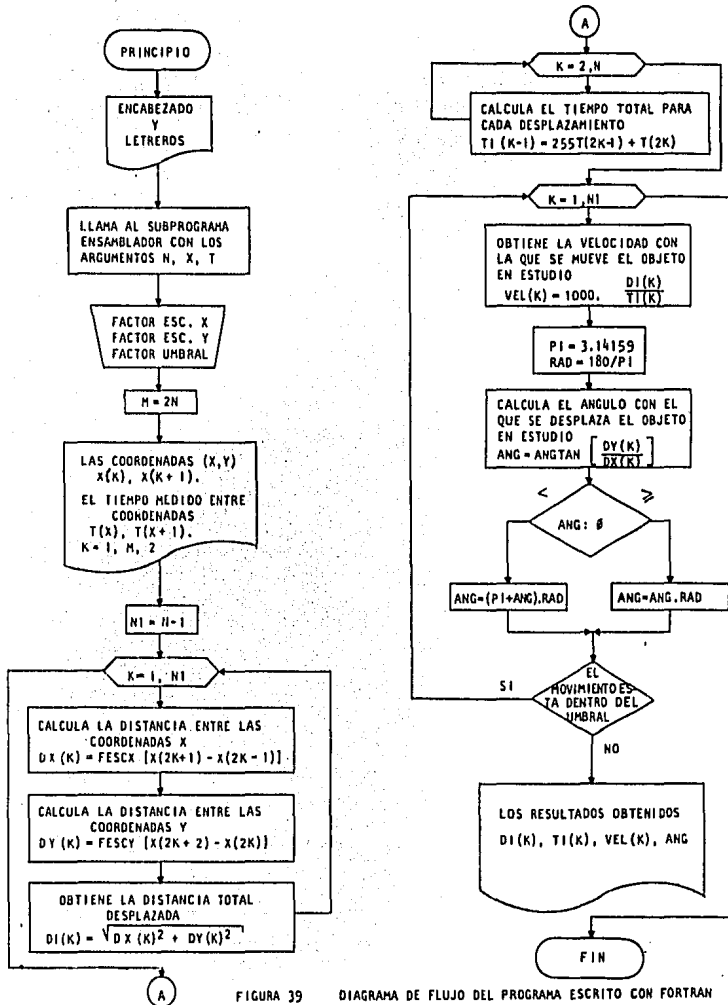 PRINCIPIO
ENCABEZADO
Y
LETREROS
LLAMA AL SUBPROGRAMA
ENSAMBLADOR CON LOS
ARGUMENTOS N, X, T
FACTOR ESC. X
FACTOR ESC. Y
FACTOR UMBRAL
M = 2N
LAS COORDENADAS (X,Y)
X(K), X(K+1).
EL TIEMPO MEDIDO ENTRE
COORDENADAS
T(X), T(X+1).
K=1, M, 2
N1 = N-1
K=1, N1
CALCULA LA DISTANCIA ENTRE LAS
COORDENADAS X
DX(K) = FESCX [X(2K+1)-X(2K-1)]
CALCULA LA DISTANCIA ENTRE LAS
COORDENADAS Y
DY(K) = FESCY [X(2K+2)-X(2K)]
OBTIENE LA DISTANCIA TOTAL
DESPLAZADA
DI(K) = √DX(K)² + DY(K)²
A
A
K=2,N
CALCULA EL TIEMPO TOTAL PARA
CADA DESPLAZAMIENTO
TI(K-1) = 255T(2K-1) + T(2K)
K=1,N1
OBTIENE LA VELOCIDAD CON
LA QUE SE MUEVE EL OBJETO
EN ESTUDIO
VEL(K) = 1000. DI(K)/TI(K)
PI = 3.14159
RAD = 180/PI
CALCULA EL ANGULO CON EL
QUE SE DESPLAZA EL OBJETO
EN ESTUDIO
ANG = ANGTAN [DY(K)/DX(K)]
< ≥
ANG: Ø
ANG=(PI+ANG).RAD
ANG=ANG.RAD
SI
EL
MOVIMIENTO ES-
TA DENTRO DEL
UMBRAL
NO
LOS RESULTADOS OBTENIDOS
DI(K), TI(K), VEL(K), ANG
FIN
FIGURA 39 DIAGRAMA DE FLUJO DEL PROGRAMA ESCRITO CON FORTRAN